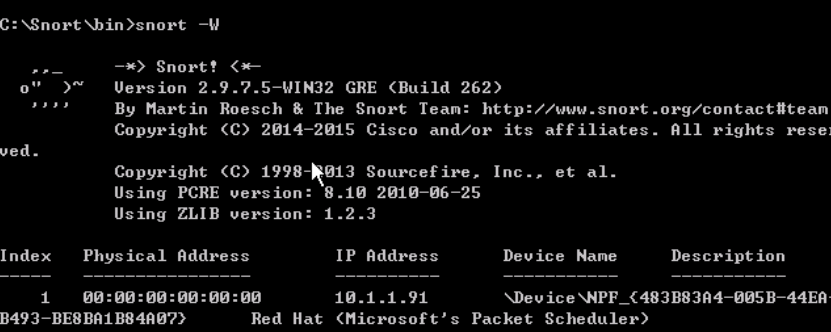 C:\Snort\bin>snort -W
,,_     -*> Snort! <*-
o"  )~   Version 2.9.7.5-WIN32 GRE (Build 262)
''''    By Martin Roesch & The Snort Team: http://www.snort.org/contact#team
Copyright (C) 2014-2015 Cisco and/or its affiliates. All rights reser
ved.
Copyright (C) 1998-2013 Sourcefire, Inc., et al.
Using PCRE version: 8.10 2010-06-25
Using ZLIB version: 1.2.3
Index   Physical Address        IP Address      Device Name     Description
-----   ----------------        ----------      -----------     -----------
1   00:00:00:00:00:00       10.1.1.91       \Device\NPF_{483B83A4-005B-44EA-
B493-BE8BA1B84A07}      Red Hat (Microsoft's Packet Scheduler)